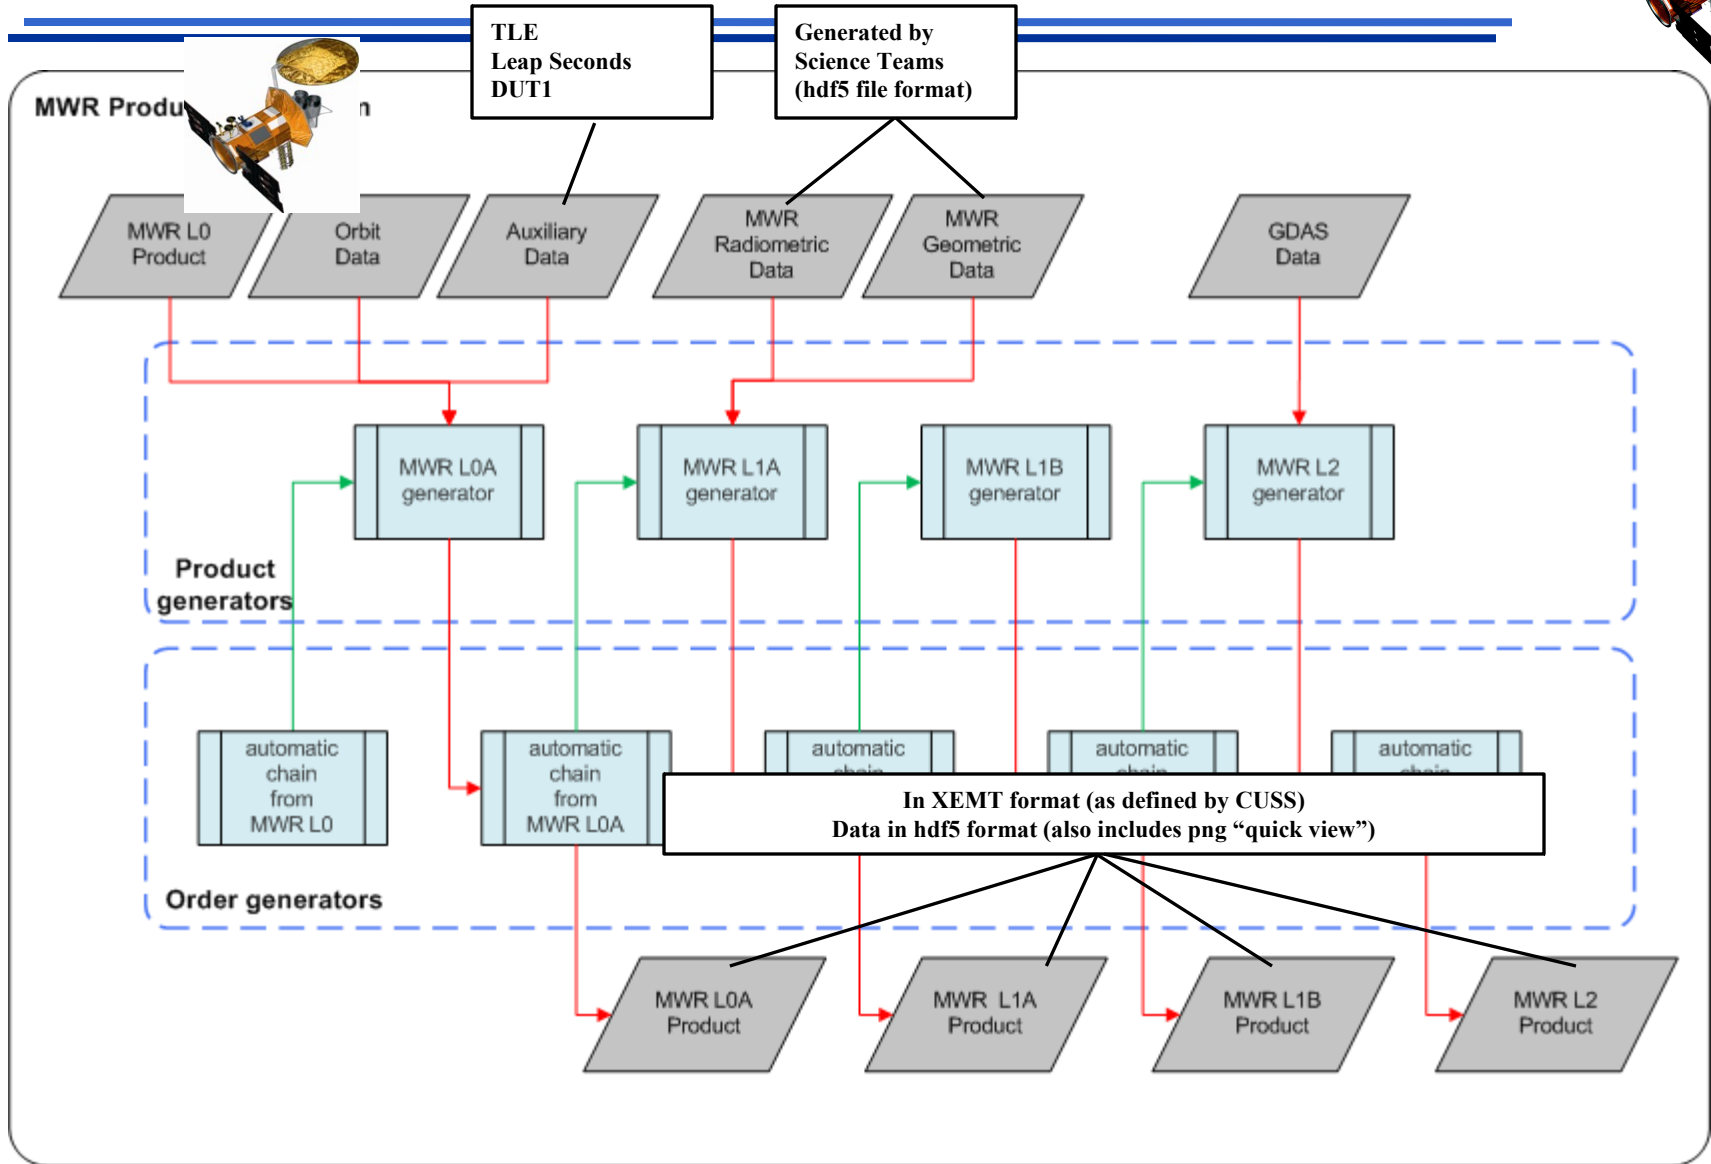 TLE
Leap Seconds
DUT1
Generated by
Science Teams
(hdf5 file format)
MWR
MWR L0
Product
Orbit
Data
Auxiliary
Data
MWR
Radiometric
Data
MWR
Geometric
Data
GDAS
Data
MWR L0A
generator
MWR L1A
generator
MWR L1B
generator
MWR L2
generator
Product
generators
automatic
chain
from
MWR L0
automatic
chain
from
MWR L0A
automatic
automatic
automatic
In XEMT format (as defined by CUSS)
Data in hdf5 format (also includes png “quick view”)
Order generators
MWR L0A
Product
MWR L1A
Product
MWR L1B
Product
MWR L2
Product